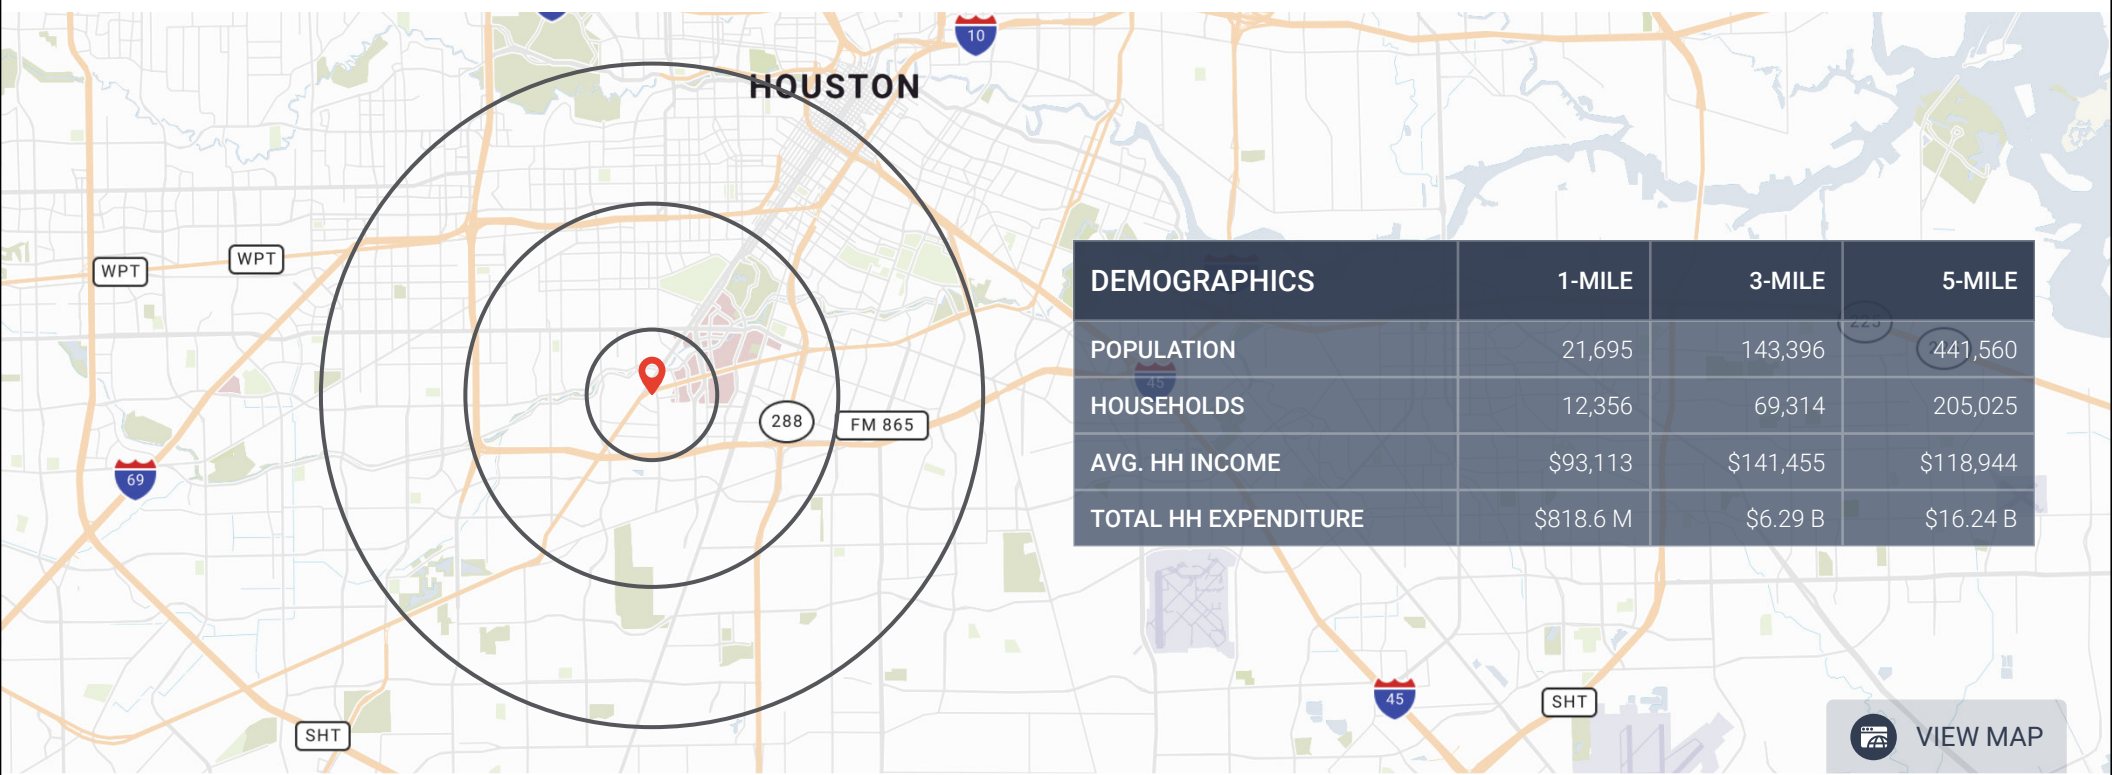 10
HOUSTON
WPT
WPT
DEMOGRAPHICS 1-MILE 3-MILE 5-MILE
225
POPULATION 21,695 143,396 441,560
45
HOUSEHOLDS 12,356 69,314 205,025
288
FM 865
AVG. HH INCOME $93,113 $141,455 $118,944
69
TOTAL HH EXPENDITURE $818.6 M $6.29 B $16.24 B
45
SHT
SHT
VIEW MAP